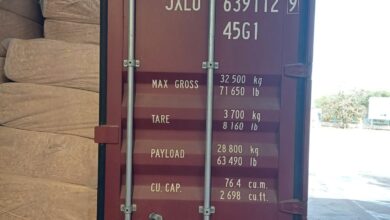 JXLU 639112 9
45G1
MAX GROSS 32 500 kg
71 650 lb
TARE 3 700 kg
8 160 lb
PAYLOAD 28 800 kg
63 490 lb
CU. CAP. 76.4 cu.m.
2 698 cu.ft.